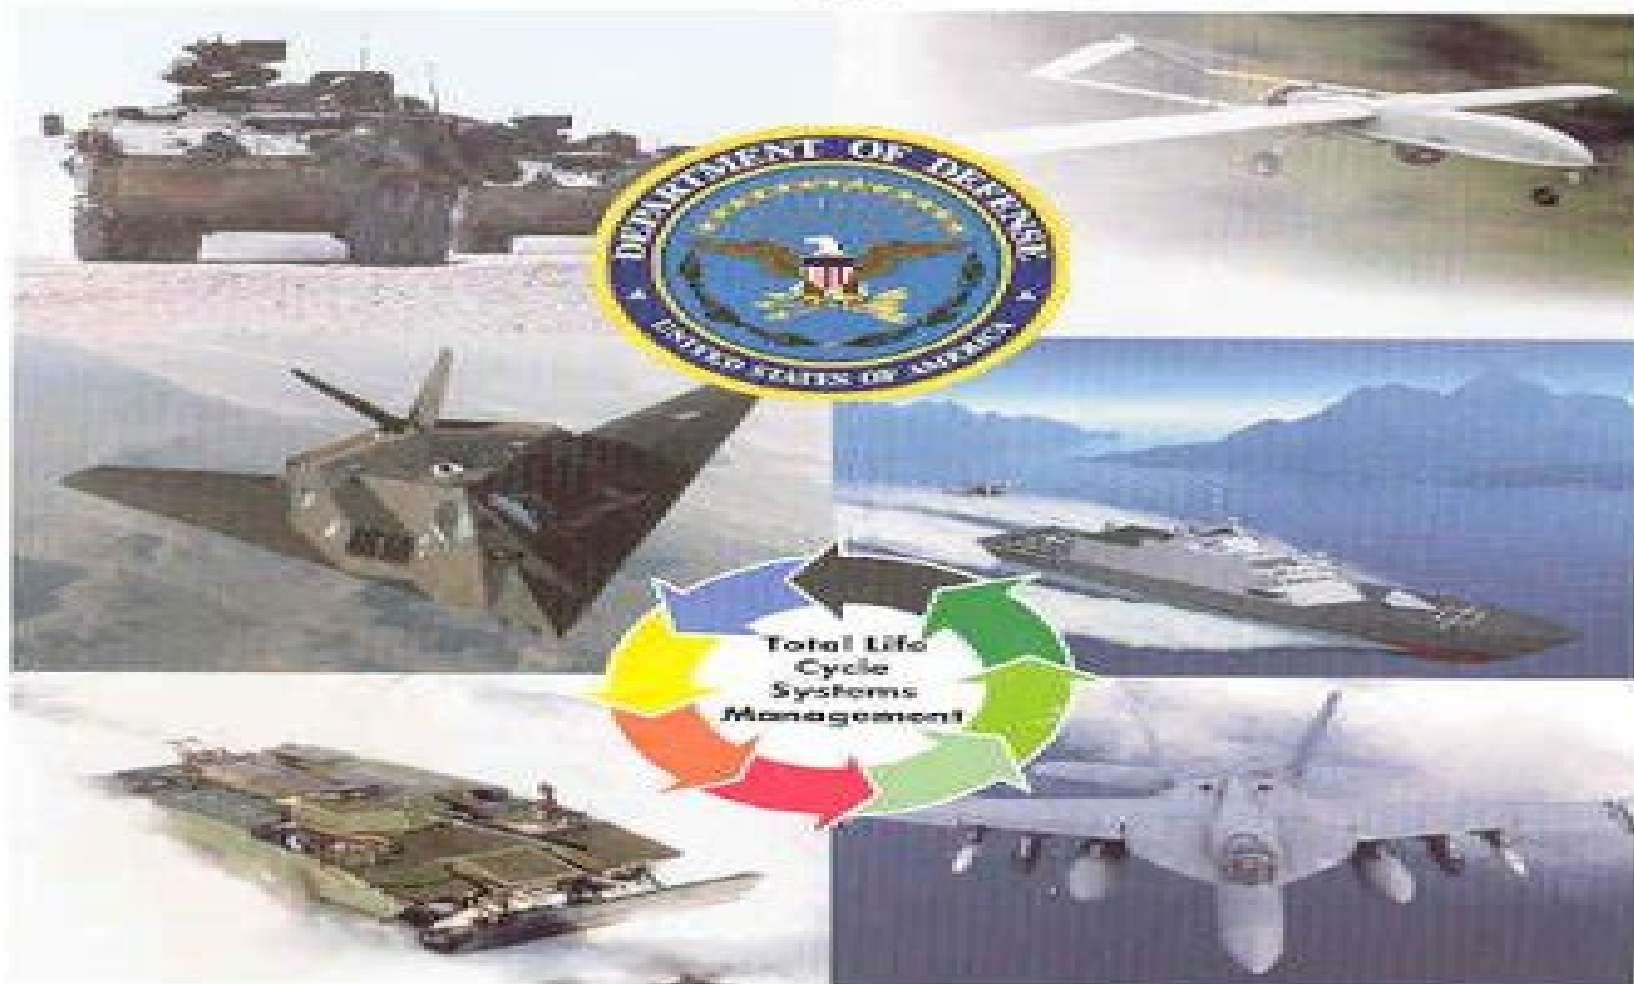 DEPARTMENT OF DEFENSE
UNITED STATES OF AMERICA
Total Life
Cycle
Systems
Management